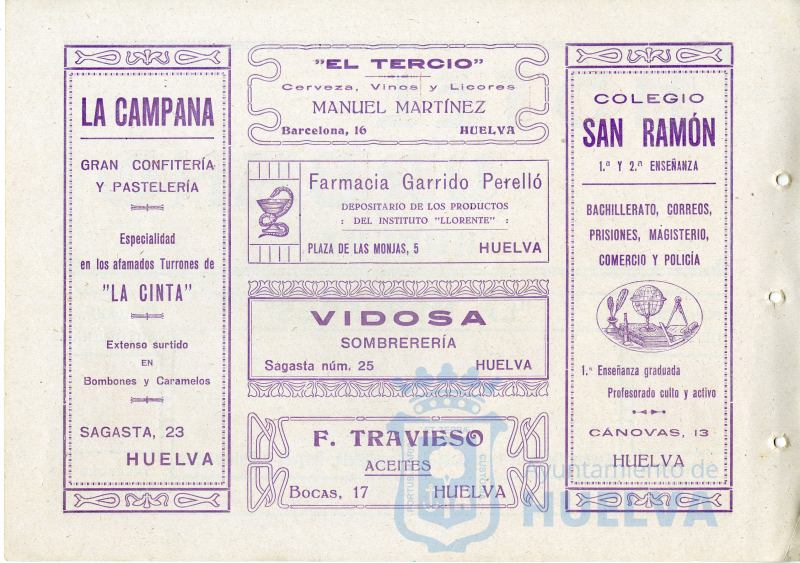 LA CAMPANA
GRAN CONFITERÍA
Y PASTELERÍA
Especialidad
en los afamados Turrones de
"LA CINTA"
Extenso surtido
EN
Bombones y Caramelos
SAGASTA, 23
HUELVA
"EL TERCIO"
Cerveza, Vinos y Licores
MANUEL MARTÍNEZ
Barcelona, 16 HUELVA
Farmacia Garrido Perelló
DEPOSITARIO DE LOS PRODUCTOS
: DEL INSTITUTO "LLORENTE" :
PLAZA DE LAS MONJAS, 5 HUELVA
VIDOSA
SOMBRERERÍA
Sagasta núm. 25 HUELVA
F. TRAVIESO
ACEITES
Bocas, 17 HUELVA
COLEGIO
SAN RAMÓN
1.ª Y 2.ª ENSEÑANZA
BACHILLERATO, CORREOS,
PRISIONES, MAGISTERIO,
COMERCIO Y POLICÍA
1.ª Enseñanza graduada
Profesorado culto y activo
CÁNOVAS, 13
HUELVA
Ayuntamiento de
HUELVA